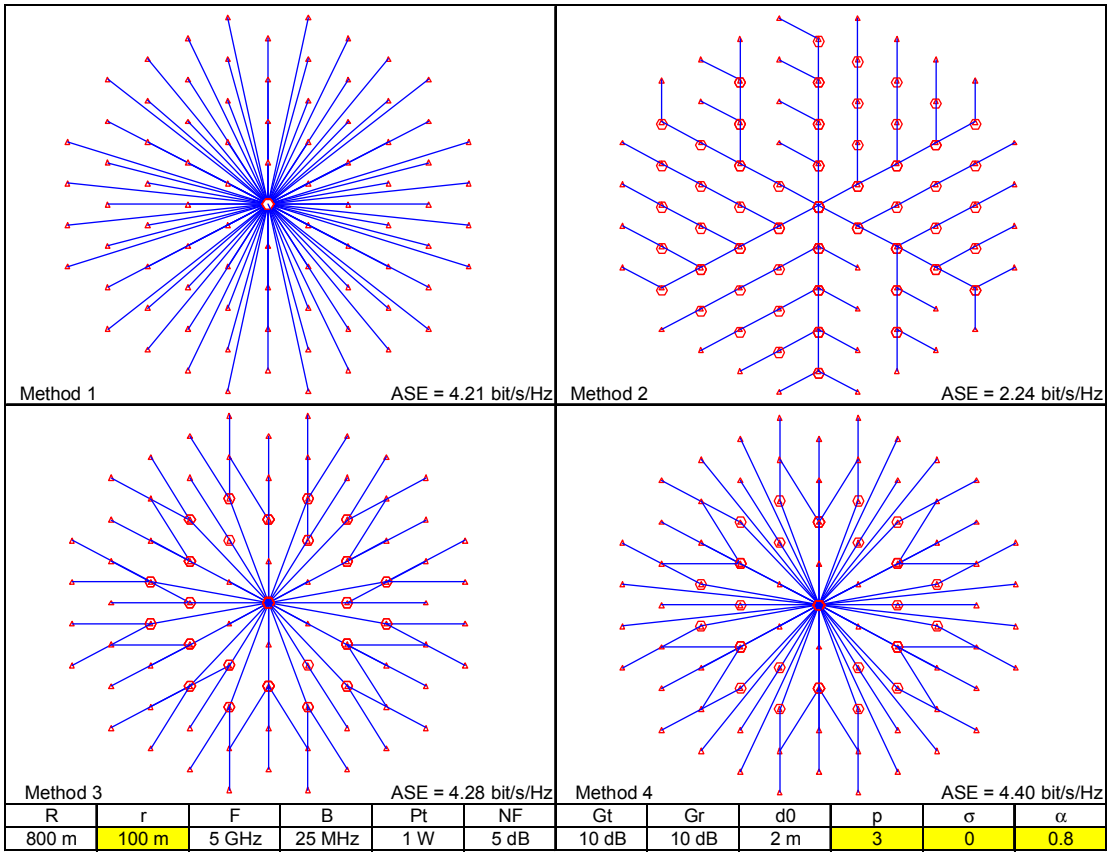 Method 1 ASE = 4.21 bit/s/Hz
Method 2 ASE = 2.24 bit/s/Hz
Method 3 ASE = 4.28 bit/s/Hz
Method 4 ASE = 4.40 bit/s/Hz
R r F B Pt NF Gt Gr d0 p σ α
800 m 100 m 5 GHz 25 MHz 1 W 5 dB 10 dB 10 dB 2 m 3 0 0.8